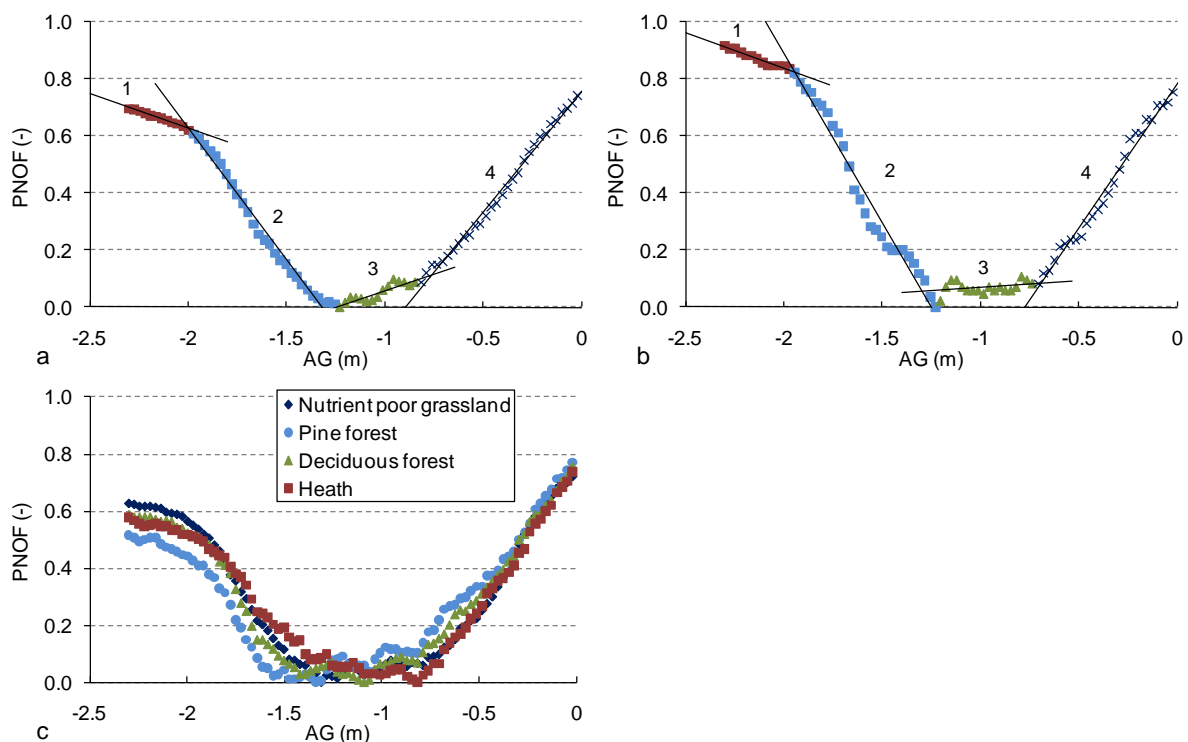 1.0
0.8
0.6
0.4
0.2
0.0
PNOF (-)
1
2
3
4
-2.5 -2 -1.5 -1 -0.5 0
AG (m)
a
1.0
0.8
0.6
0.4
0.2
0.0
PNOF (-)
1
2
3
4
-2.5 -2 -1.5 -1 -0.5 0
AG (m)
b
1.0
0.8
0.6
0.4
0.2
0.0
PNOF (-)
Nutrient poor grassland
Pine forest
Deciduous forest
Heath
-2.5 -2 -1.5 -1 -0.5 0
AG (m)
c